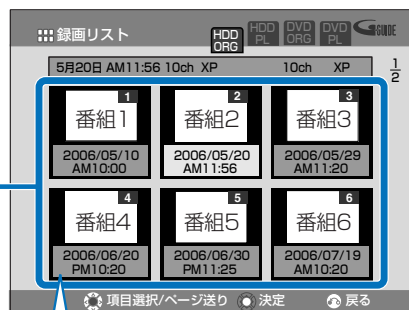 録画リスト
HDD ORG
HDD PL
DVD ORG
DVD PL
G-GUIDE
5月20日 AM11:56 10ch XP 10ch XP
1/2
1
番組1
2006/05/10
AM10:00
2
番組2
2006/05/20
AM11:56
3
番組3
2006/05/29
AM11:20
4
番組4
2006/06/20
PM10:20
5
番組5
2006/06/30
PM11:25
6
番組6
2006/07/19
AM10:20
項目選択/ページ送り 決定 戻る